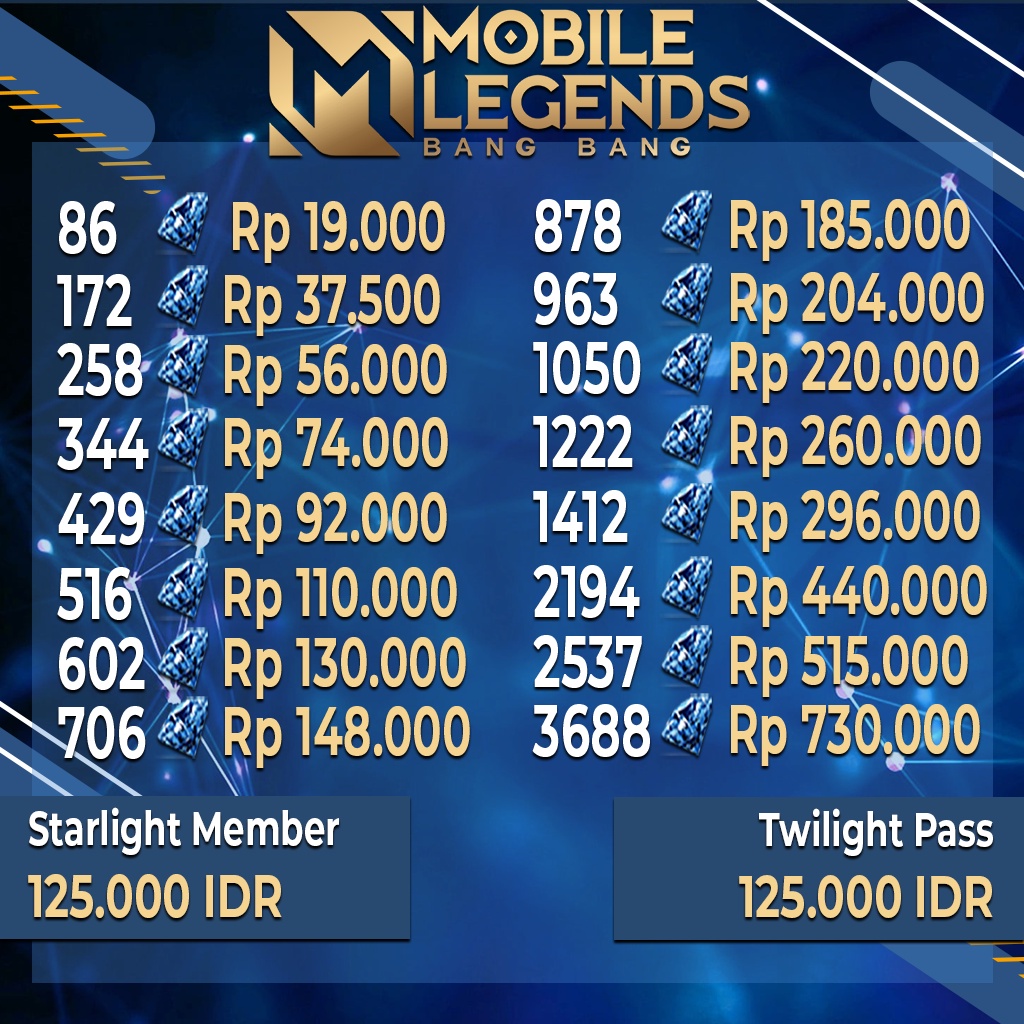 MOBILE
LEGENDS
BANG BANG
86 Rp 19.000
172 Rp 37.500
258 Rp 56.000
344 Rp 74.000
429 Rp 92.000
516 Rp 110.000
602 Rp 130.000
706 Rp 148.000
878 Rp 185.000
963 Rp 204.000
1050 Rp 220.000
1222 Rp 260.000
1412 Rp 296.000
2194 Rp 440.000
2537 Rp 515.000
3688 Rp 730.000
Starlight Member
125.000 IDR
Twilight Pass
125.000 IDR